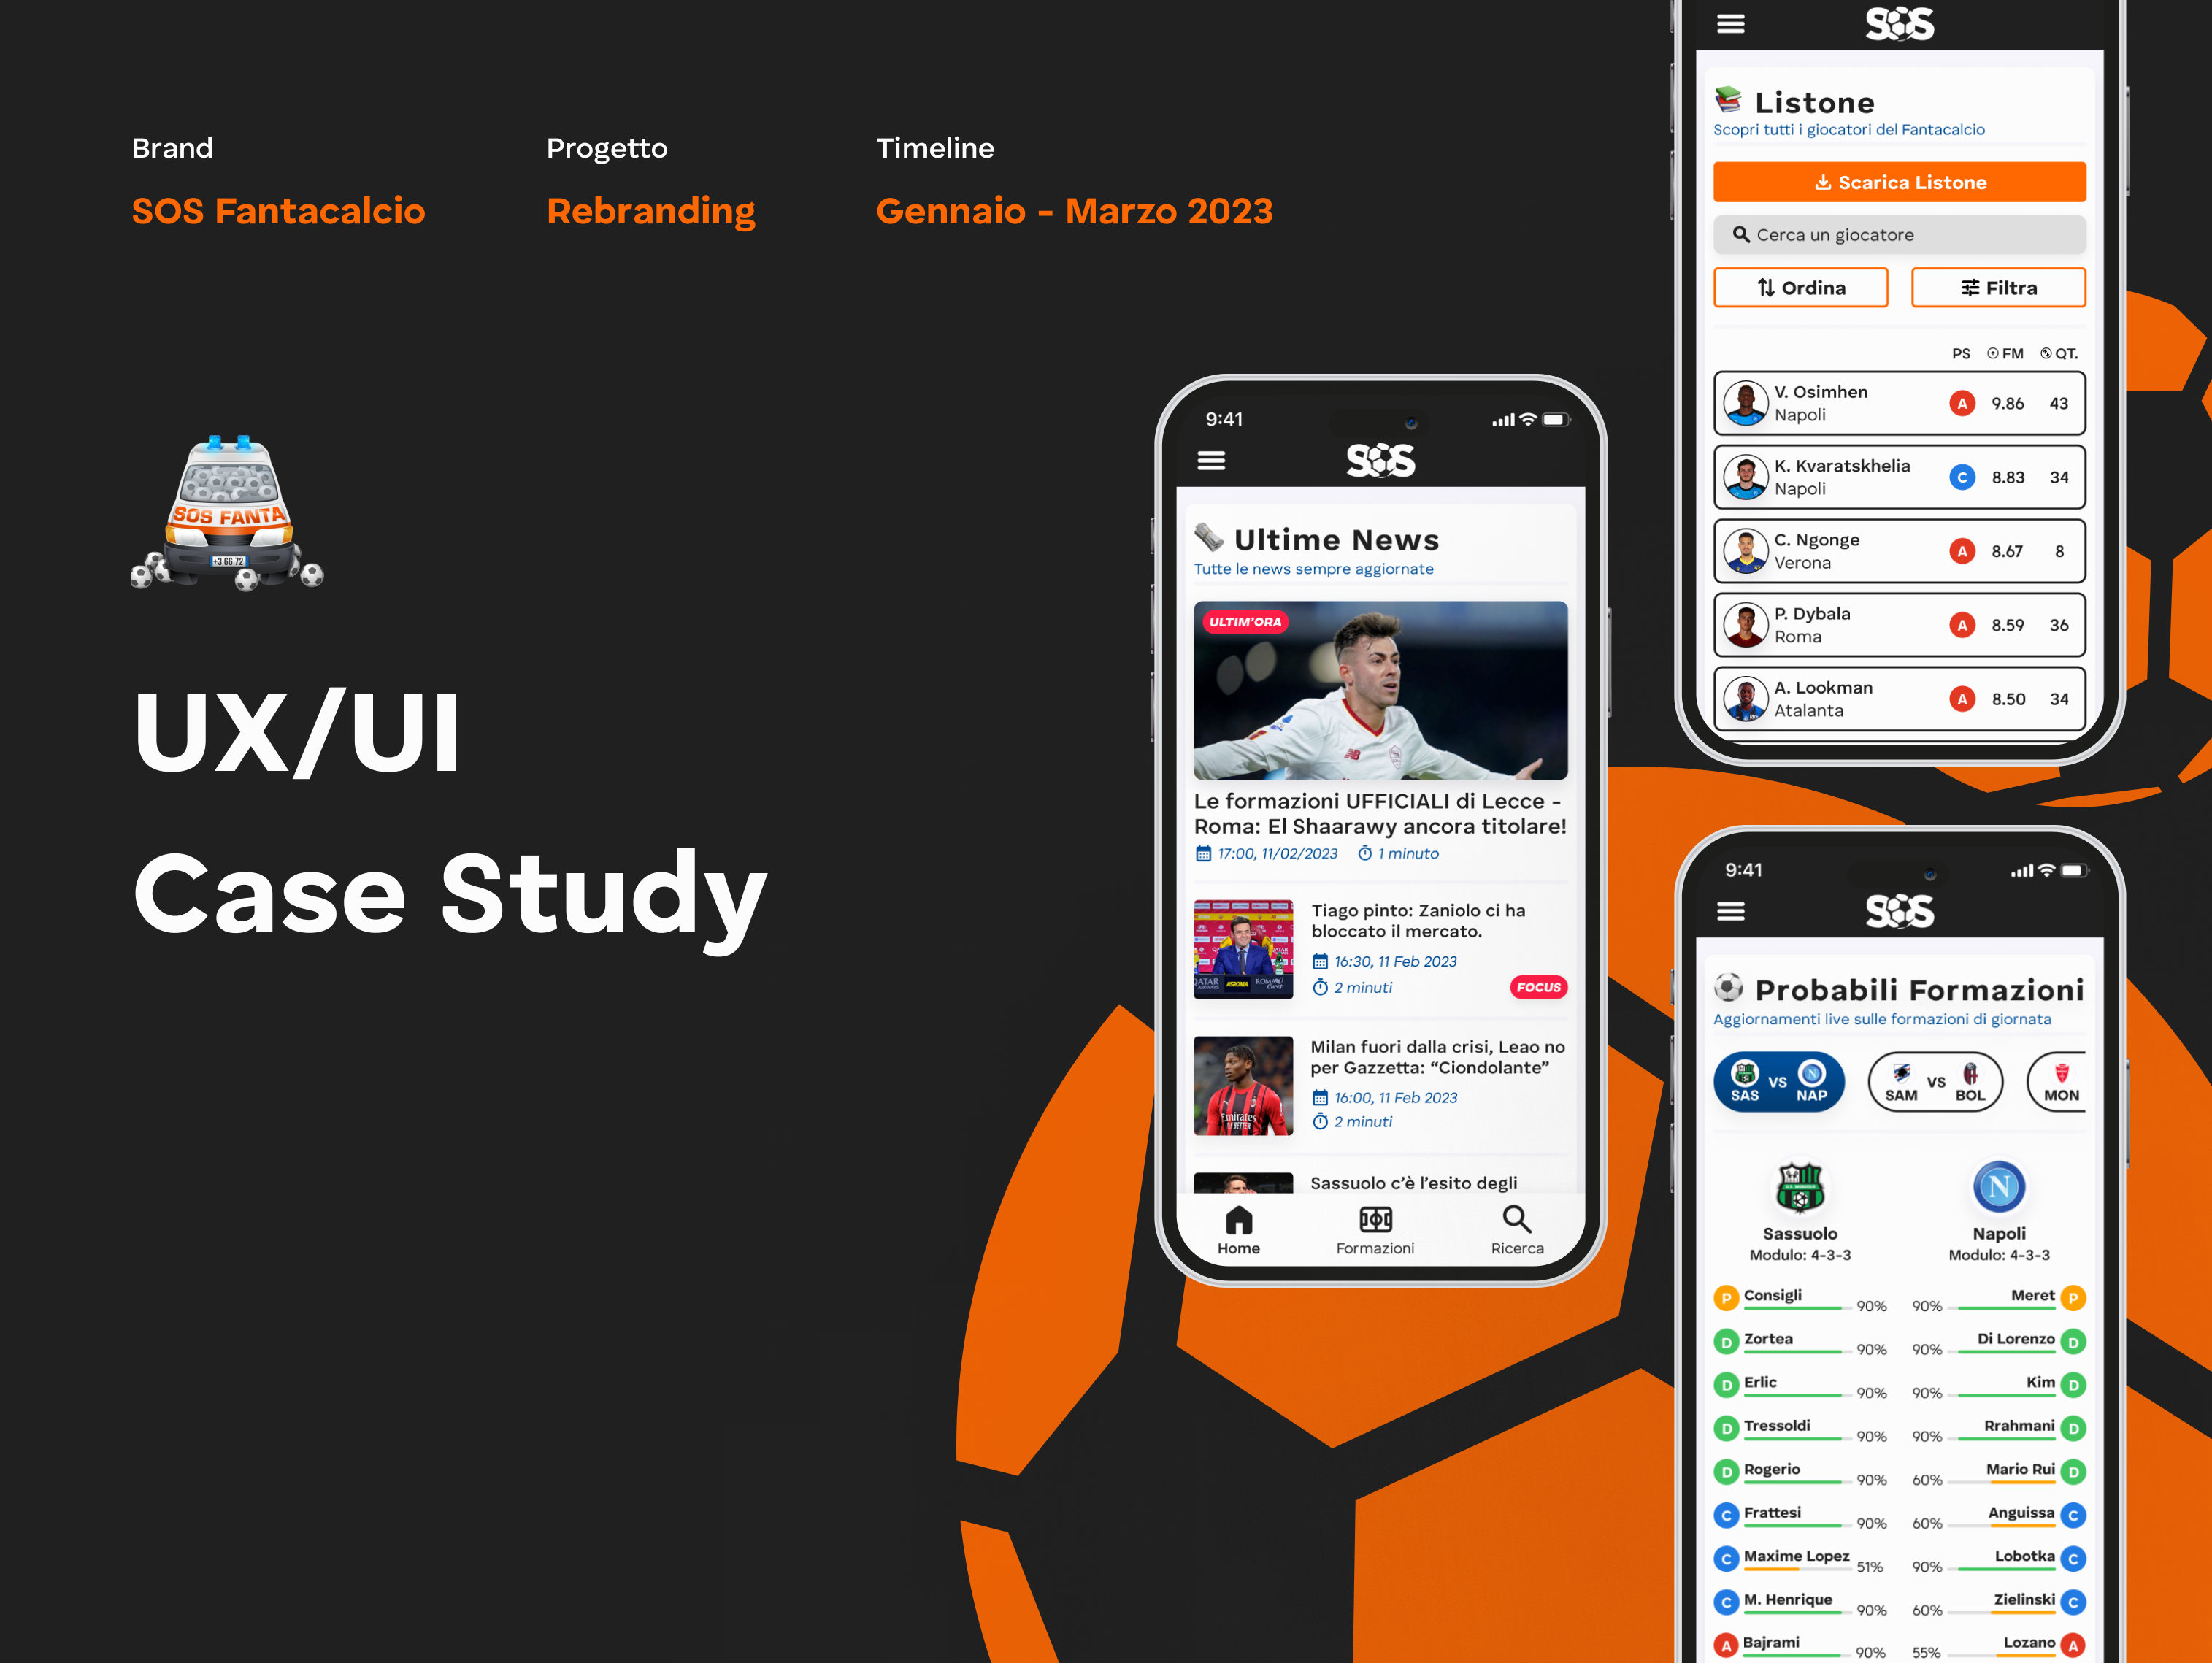 Brand
SOS Fantacalcio
Progetto
Rebranding
Timeline
Gennaio - Marzo 2023
SOS FANTA
+3 66 72
UX/UI
Case Study
9:41
SOS
Ultime News
Tutte le news sempre aggiornate
ULTIM'ORA
Le formazioni UFFICIALI di Lecce -
Roma: El Shaarawy ancora titolare!
17:00, 11/02/2023 1 minuto
Tiago pinto: Zaniolo ci ha
bloccato il mercato.
16:30, 11 Feb 2023
2 minuti
FOCUS
Milan fuori dalla crisi, Leao no
per Gazzetta: “Ciondolante”
16:00, 11 Feb 2023
2 minuti
Emirates
Sassuolo c'è l'esito degli
Home
Formazioni
Ricerca
SOS
Listone
Scopri tutti i giocatori del Fantacalcio
Scarica Listone
Cerca un giocatore
Ordina
Filtra
PS FM QT.
V. Osimhen
Napoli
A 9.86 43
K. Kvaratskhelia
Napoli
C 8.83 34
C. Ngonge
Verona
A 8.67 8
P. Dybala
Roma
A 8.59 36
A. Lookman
Atalanta
A 8.50 34
9:41
SOS
Probabili Formazioni
Aggiornamenti live sulle formazioni di giornata
SAS VS NAP
SAM VS BOL
MON
Sassuolo
Modulo: 4-3-3
N
Napoli
Modulo: 4-3-3
P Consigli 90% 90% Meret P
D Zortea 90% 90% Di Lorenzo D
D Erlic 90% 90% Kim D
D Tressoldi 90% 90% Rrahmani D
D Rogerio 90% 60% Mario Rui D
C Frattesi 90% 60% Anguissa C
C Maxime Lopez 51% 90% Lobotka C
C M. Henrique 90% 60% Zielinski C
A Bajrami 90% 55% Lozano A